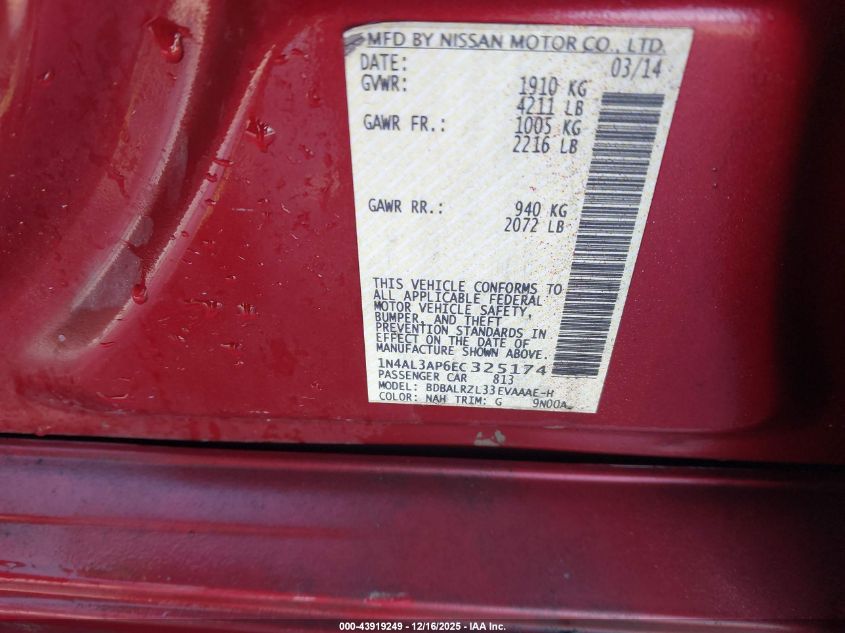 MFD BY NISSAN MOTOR CO., LTD.
DATE: 03/14
GVWR: 1910 KG
4211 LB
GAWR FR.: 1005 KG
2216 LB
GAWR RR.: 940 KG
2072 LB
THIS VEHICLE CONFORMS TO
ALL APPLICABLE FEDERAL
MOTOR VEHICLE SAFETY,
BUMPER, AND THEFT
PREVENTION STANDARDS IN
EFFECT ON THE DATE OF
MANUFACTURE SHOWN ABOVE.
1N4AL3AP6EC325174
PASSENGER CAR 813
MODEL: BDBALRZL33EVAAAE-H
COLOR: NAH TRIM: G 9N00A
000-43919249 - 12/16/2025 - IAA Inc.